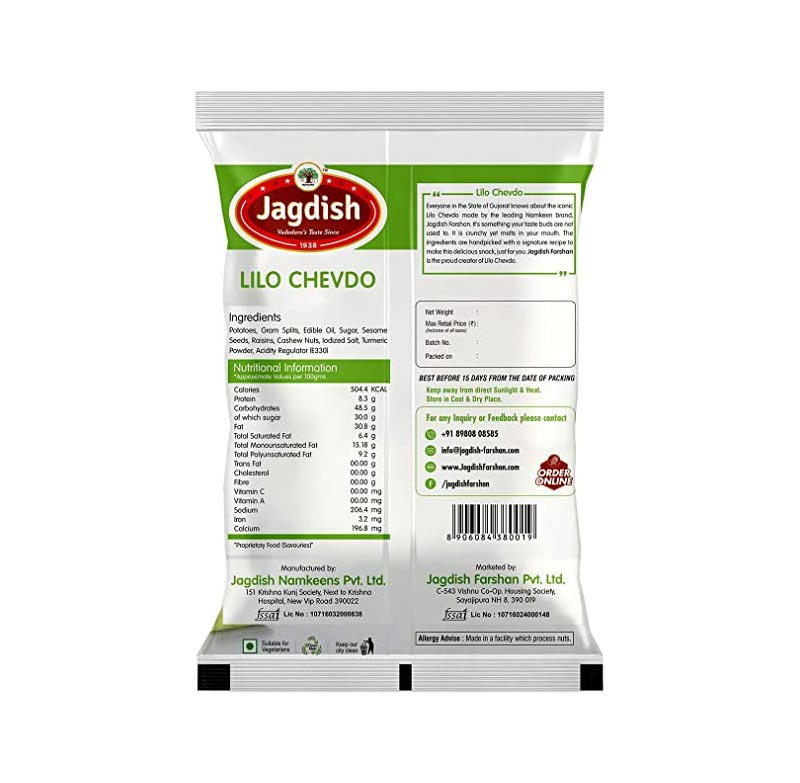 Jagdish
TM
Vadodara's Taste Since
1938
LILO CHEVDO
Ingredients
Potatoes, Gram Splits, Edible Oil, Sugar, Sesame
Seeds, Raisins, Cashew Nuts, Iodized Salt, Turmeric
Powder, Acidity Regulator (E330)
Nutritional Information
*Approximate Values per 100gms
Calories 504.4 KCAL
Protein 8.3 g
Carbohydrates 48.5 g
of which sugar 30.0 g
Fat 30.8 g
Total Saturated Fat 6.4 g
Total Monounsaturated Fat 15.18 g
Total Polyunsaturated Fat 9.2 g
Trans Fat 00.00 g
Cholesterol 00.00 g
Fibre 00.00 g
Vitamin C 00.00 mg
Vitamin A 00.00 mg
Sodium 206.4 mg
Iron 3.2 mg
Calcium 196.8 mg
"Proprietary Food (Savouries)"
Manufactured by:
Jagdish Namkeens Pvt. Ltd.
151 Krishna Kunj Society, Next to Krishna
Hospital, New Vip Road 390022
fssai Lic No : 10716032000838
Suitable for
Vegetarians
Keep our
city clean
“ Lilo Chevdo
Everyone in the State of Gujarat knows about the iconic
Lilo Chevdo made by the leading Namkeen brand,
Jagdish Farshan. It's something your taste buds are not
used to. It is crunchy yet melts in your mouth. The
ingredients are handpicked with a signature recipe to
make this delicious snack, just for you. Jagdish Farshan
is the proud creator of Lilo Chevdo.
”
Net Weight :
Max Retail Price (₹):
(Inclusive of all taxes)
Batch No. :
Packed on :
BEST BEFORE 15 DAYS FROM THE DATE OF PACKING
Keep away from direct Sunlight & Heat.
Store in Cool & Dry Place.
For any Inquiry or Feedback please contact
+91 89808 08585
info@jagdish-farshan.com
www.JagdishFarshan.com
/jagdishfarshan
ORDER
ONLINE
8 906084 380019
Marketed by:
Jagdish Farshan Pvt. Ltd.
C-543 Vishnu Co-Op. Housing Society,
Sayajipura NH 8, 390 019
fssai Lic No : 10716024000148
Allergy Advise : Made in a facility which process nuts.